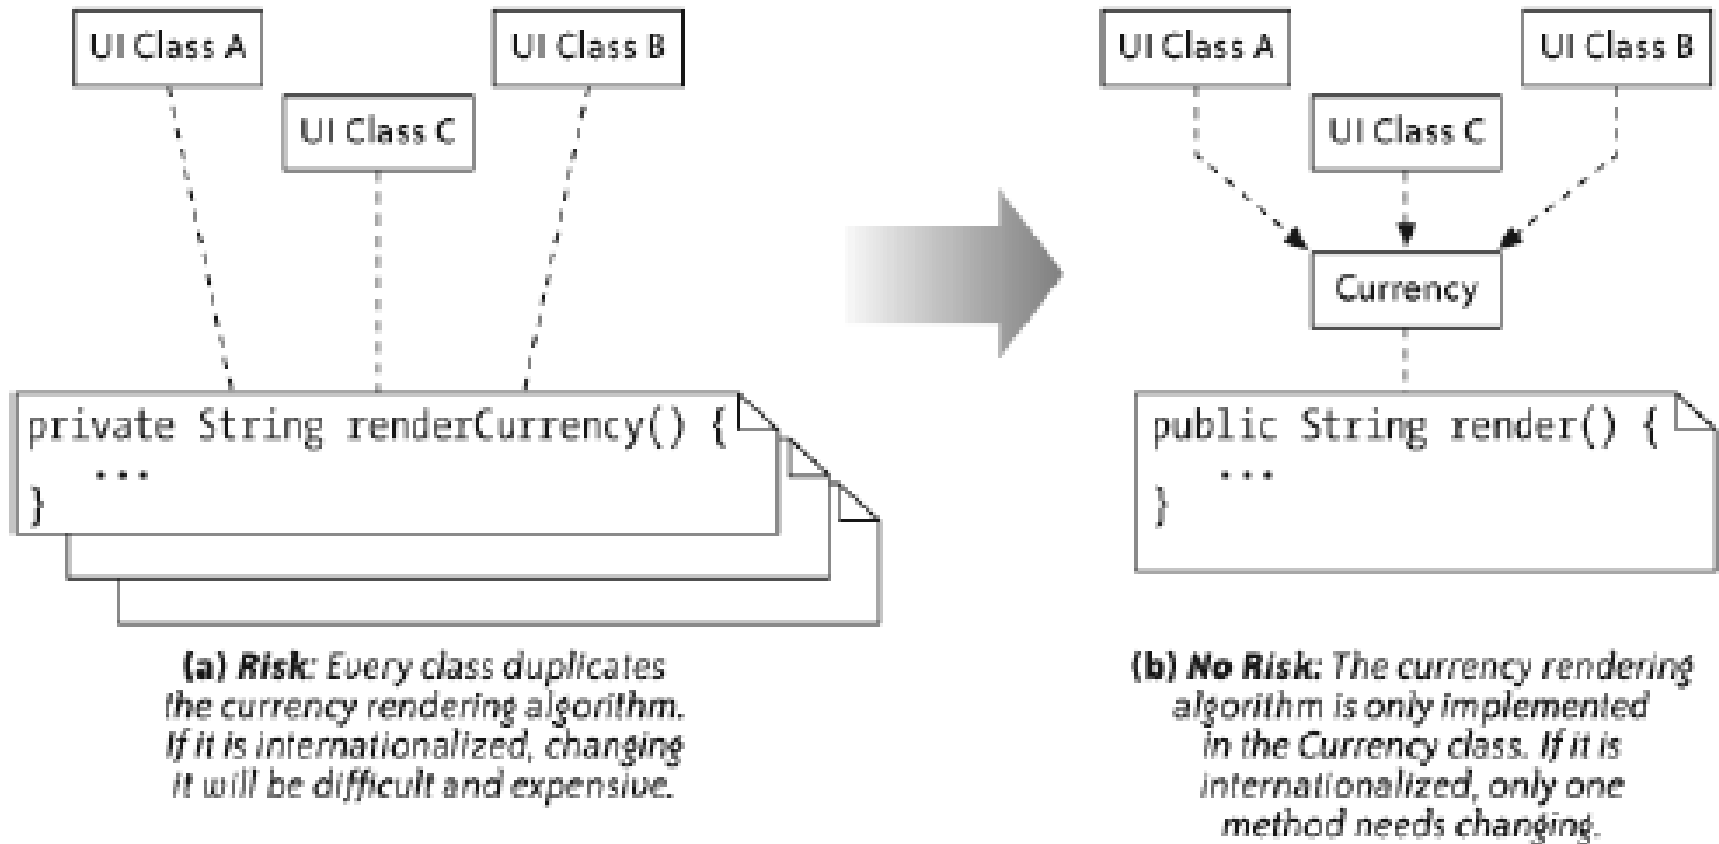 UI Class A
UI Class B
UI Class C
private String renderCurrency() {
...
}
(a) Risk: Every class duplicates
the currency rendering algorithm.
If it is internationalized, changing
it will be difficult and expensive.
UI Class A
UI Class B
UI Class C
Currency
public String render() {
...
}
(b) No Risk: The currency rendering
algorithm is only implemented
in the Currency class. If it is
internationalized, only one
method needs changing.